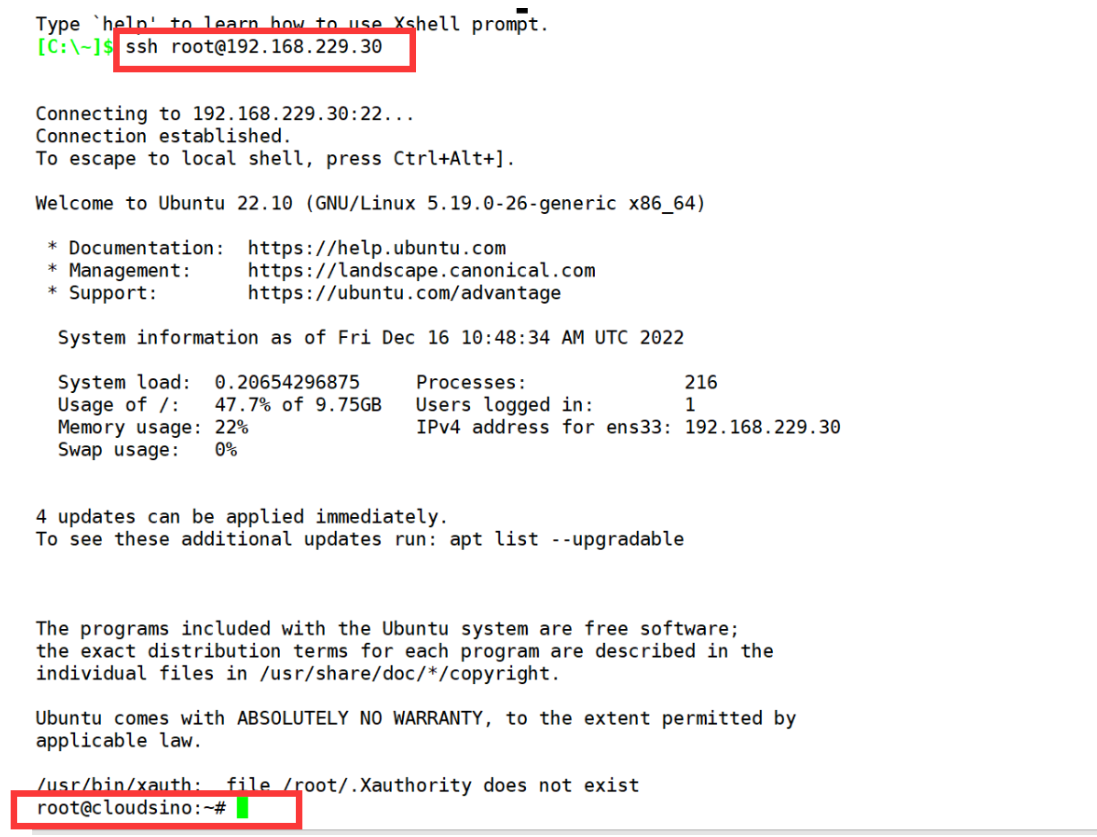 Type `help' to learn how to use Xshell prompt.
[C:\~]$ ssh root@192.168.229.30
Connecting to 192.168.229.30:22...
Connection established.
To escape to local shell, press Ctrl+Alt+].
Welcome to Ubuntu 22.10 (GNU/Linux 5.19.0-26-generic x86_64)
 * Documentation:  https://help.ubuntu.com
 * Management:     https://landscape.canonical.com
 * Support:        https://ubuntu.com/advantage
  System information as of Fri Dec 16 10:48:34 AM UTC 2022
  System load:  0.20654296875     Processes:              216
  Usage of /:   47.7% of 9.75GB   Users logged in:        1
  Memory usage: 22%               IPv4 address for ens33: 192.168.229.30
  Swap usage:   0%
4 updates can be applied immediately.
To see these additional updates run: apt list --upgradable
The programs included with the Ubuntu system are free software;
the exact distribution terms for each program are described in the
individual files in /usr/share/doc/*/copyright.
Ubuntu comes with ABSOLUTELY NO WARRANTY, to the extent permitted by
applicable law.
/usr/bin/xauth:  file /root/.Xauthority does not exist
root@cloudsino:~#